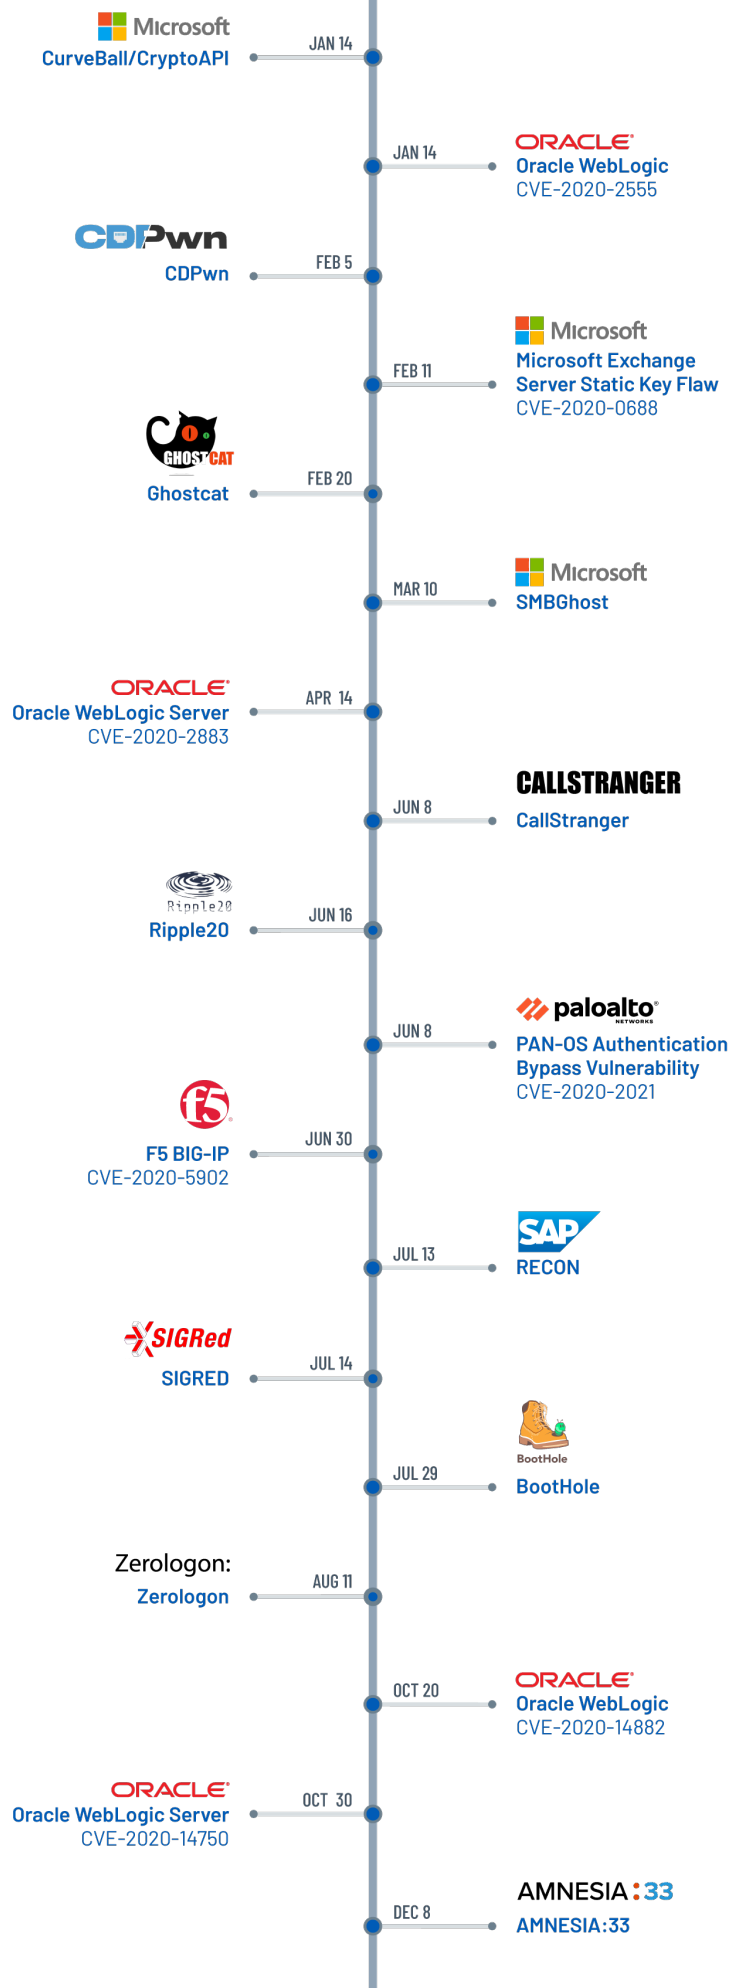 Microsoft
JAN 14
CurveBall/CryptoAPI
ORACLE®
JAN 14
Oracle WebLogic
CVE-2020-2555
CDPwn
FEB 5
CDPwn
Microsoft
FEB 11
Microsoft Exchange
Server Static Key Flaw
CVE-2020-0688
GHOSTCAT
FEB 20
Ghostcat
Microsoft
MAR 10
SMBGhost
ORACLE®
APR 14
Oracle WebLogic Server
CVE-2020-2883
CALLSTRANGER
JUN 8
CallStranger
Ripple20
JUN 16
Ripple20
paloalto®
NETWORKS
JUN 8
PAN-OS Authentication
Bypass Vulnerability
CVE-2020-2021
f5®
JUN 30
F5 BIG-IP
CVE-2020-5902
SAP
JUL 13
RECON
SIGRed
JUL 14
SIGRED
BootHole
JUL 29
BootHole
Zerologon:
AUG 11
Zerologon
ORACLE®
OCT 20
Oracle WebLogic
CVE-2020-14882
ORACLE®
OCT 30
Oracle WebLogic Server
CVE-2020-14750
AMNESIA:33
DEC 8
AMNESIA:33